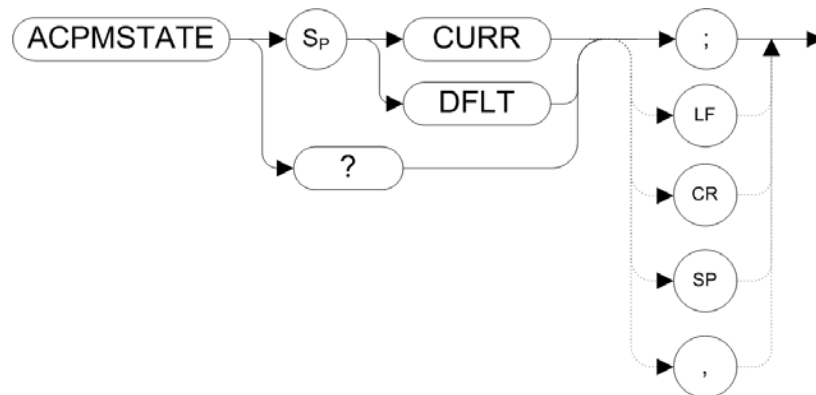 ACPMSTATE
SP
CURR
;
DFLT
LF
?
CR
SP
,